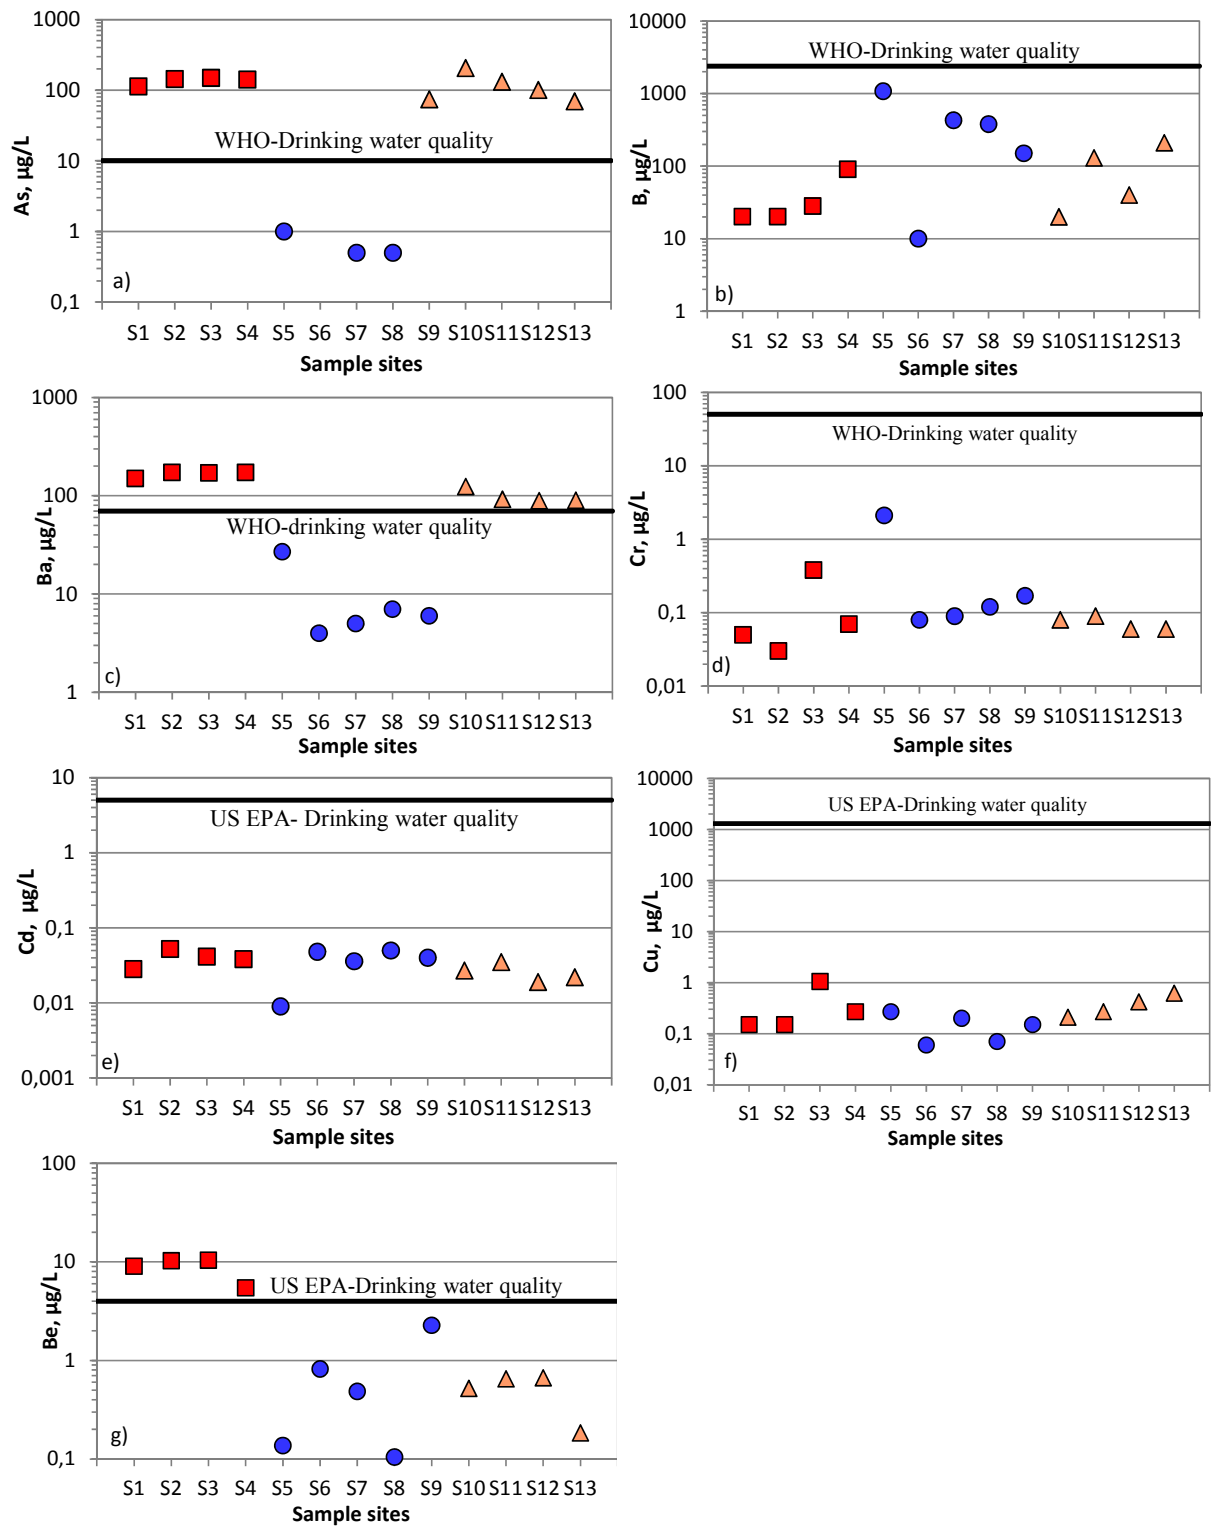 1000
100
10
1
0,1
As, µg/L
WHO-Drinking water quality
a)
S1 S2 S3 S4 S5 S6 S7 S8 S9 S10 S11 S12 S13
Sample sites
10000
1000
100
10
1
B, µg/L
WHO-Drinking water quality
b)
S1 S2 S3 S4 S5 S6 S7 S8 S9 S10 S11 S12 S13
Sample sites
1000
100
10
1
Ba, µg/L
WHO-drinking water quality
c)
S1 S2 S3 S4 S5 S6 S7 S8 S9 S10 S11 S12 S13
Sample sites
100
10
1
0,1
0,01
Cr, µg/L
WHO-Drinking water quality
d)
S1 S2 S3 S4 S5 S6 S7 S8 S9 S10 S11 S12 S13
Sample sites
10
1
0,1
0,01
0,001
Cd, µg/L
US EPA- Drinking water quality
e)
S1 S2 S3 S4 S5 S6 S7 S8 S9 S10 S11 S12 S13
Sample sites
10000
1000
100
10
1
0,1
0,01
Cu, µg/L
US EPA-Drinking water quality
f)
S1 S2 S3 S4 S5 S6 S7 S8 S9 S10 S11 S12 S13
Sample sites
100
10
1
0,1
Be, µg/L
US EPA-Drinking water quality
g)
S1 S2 S3 S4 S5 S6 S7 S8 S9 S10 S11 S12 S13
Sample sites